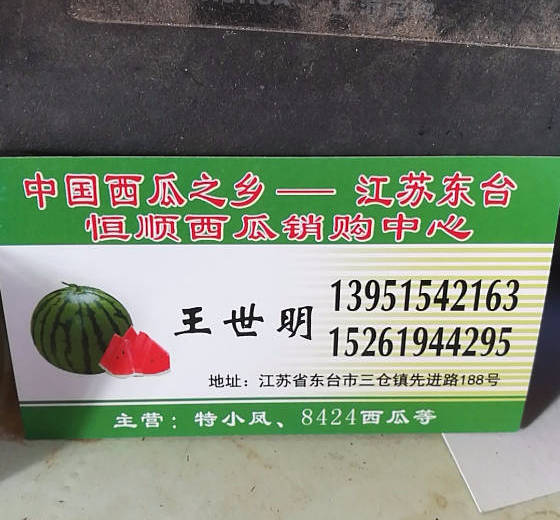 中国西瓜之乡—— 江苏东台
恒顺西瓜销购中心
王世明
13951542163
15261944295
地址：江苏省东台市三仓镇先进路188号
主营：特小凤、8424西瓜等